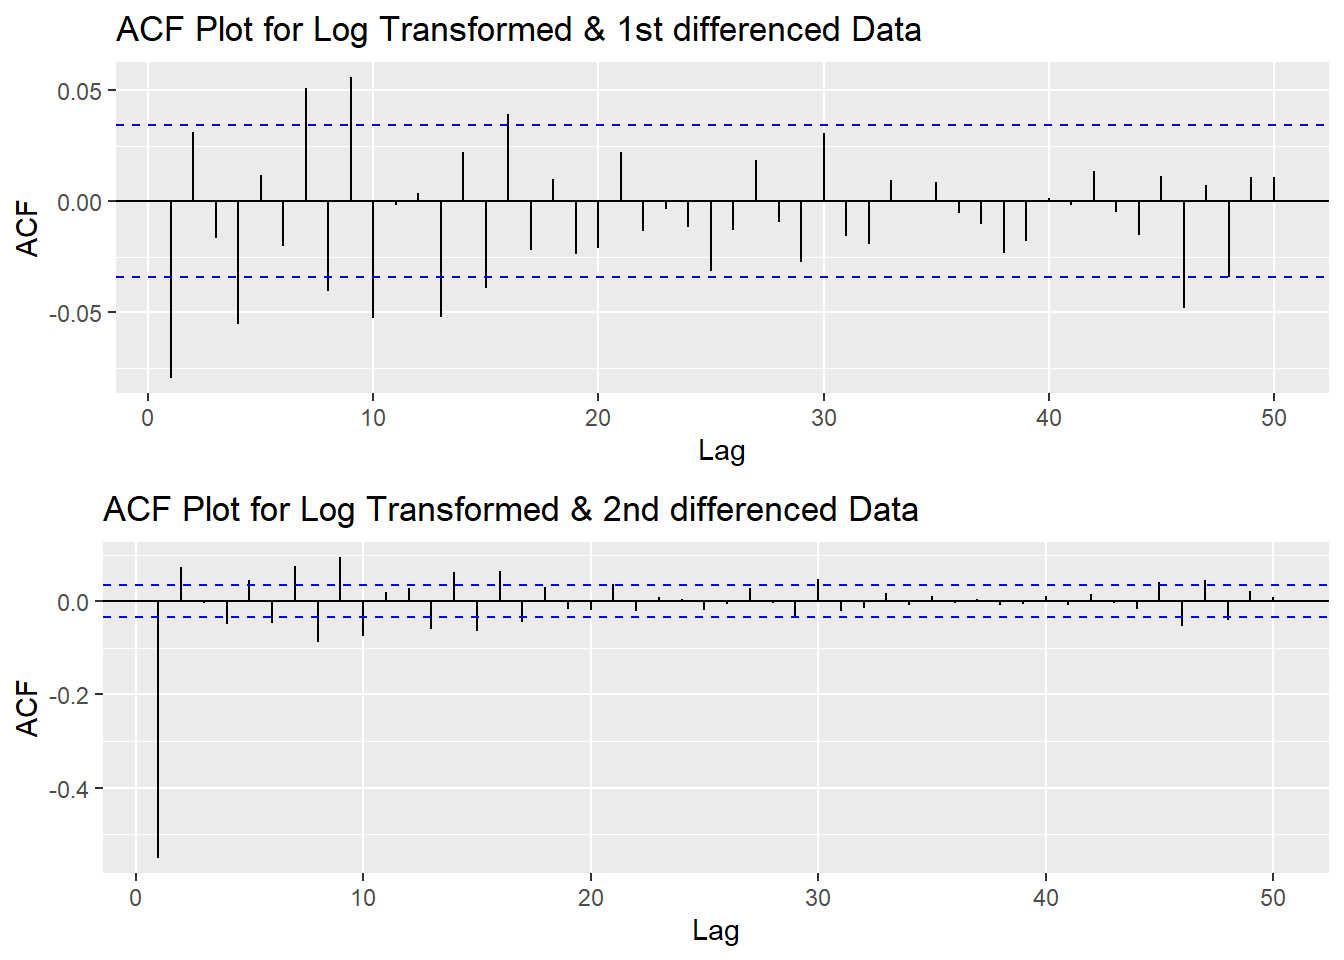 ACF Plot for Log Transformed & 1st differenced Data
ACF
0.05
0.00
-0.05
0 10 20 30 40 50
Lag
ACF Plot for Log Transformed & 2nd differenced Data
ACF
0.0
-0.2
-0.4
0 10 20 30 40 50
Lag